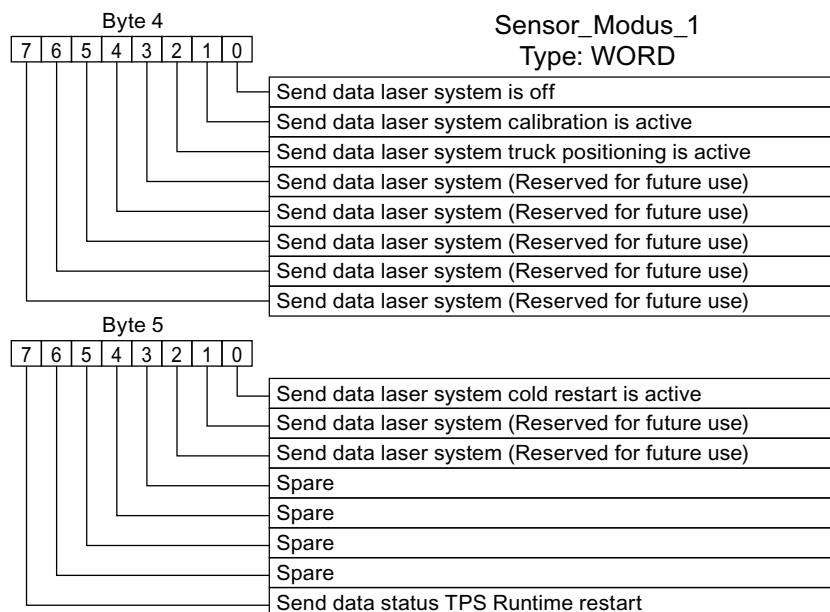 Byte 4
Sensor_Modus_1
Type: WORD
7 6 5 4 3 2 1 0
Send data laser system is off
Send data laser system calibration is active
Send data laser system truck positioning is active
Send data laser system (Reserved for future use)
Send data laser system (Reserved for future use)
Send data laser system (Reserved for future use)
Send data laser system (Reserved for future use)
Send data laser system (Reserved for future use)
Byte 5
7 6 5 4 3 2 1 0
Send data laser system cold restart is active
Send data laser system (Reserved for future use)
Send data laser system (Reserved for future use)
Spare
Spare
Spare
Spare
Send data status TPS Runtime restart